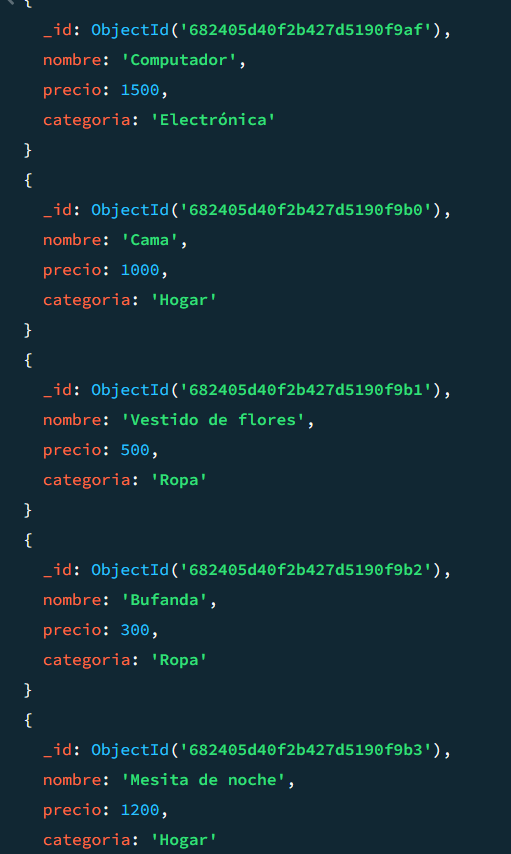 {
_id: ObjectId('682405d40f2b427d5190f9af'),
nombre: 'Computador',
precio: 1500,
categoria: 'Electrónica'
}
{
_id: ObjectId('682405d40f2b427d5190f9b0'),
nombre: 'Cama',
precio: 1000,
categoria: 'Hogar'
}
{
_id: ObjectId('682405d40f2b427d5190f9b1'),
nombre: 'Vestido de flores',
precio: 500,
categoria: 'Ropa'
}
{
_id: ObjectId('682405d40f2b427d5190f9b2'),
nombre: 'Bufanda',
precio: 300,
categoria: 'Ropa'
}
{
_id: ObjectId('682405d40f2b427d5190f9b3'),
nombre: 'Mesita de noche',
precio: 1200,
categoria: 'Hogar'